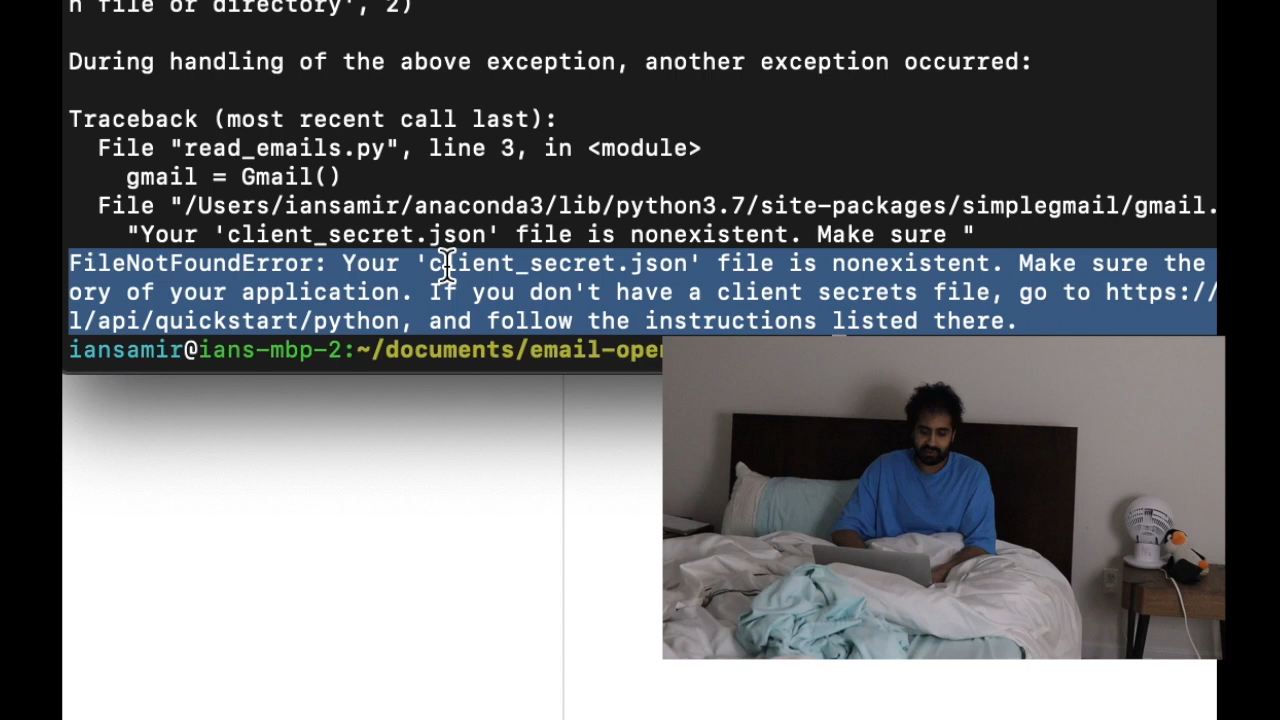 n file or directory', 2)
During handling of the above exception, another exception occurred:
Traceback (most recent call last):
File "read_emails.py", line 3, in <module>
gmail = Gmail()
File "/Users/iansamir/anaconda3/lib/python3.7/site-packages/simplegmail/gmail.
"Your 'client_secret.json' file is nonexistent. Make sure "
FileNotFoundError: Your 'client_secret.json' file is nonexistent. Make sure the
ory of your application. If you don't have a client secrets file, go to https://
l/api/quickstart/python, and follow the instructions listed there.
iansamir@ians-mbp-2:~/documents/email-open